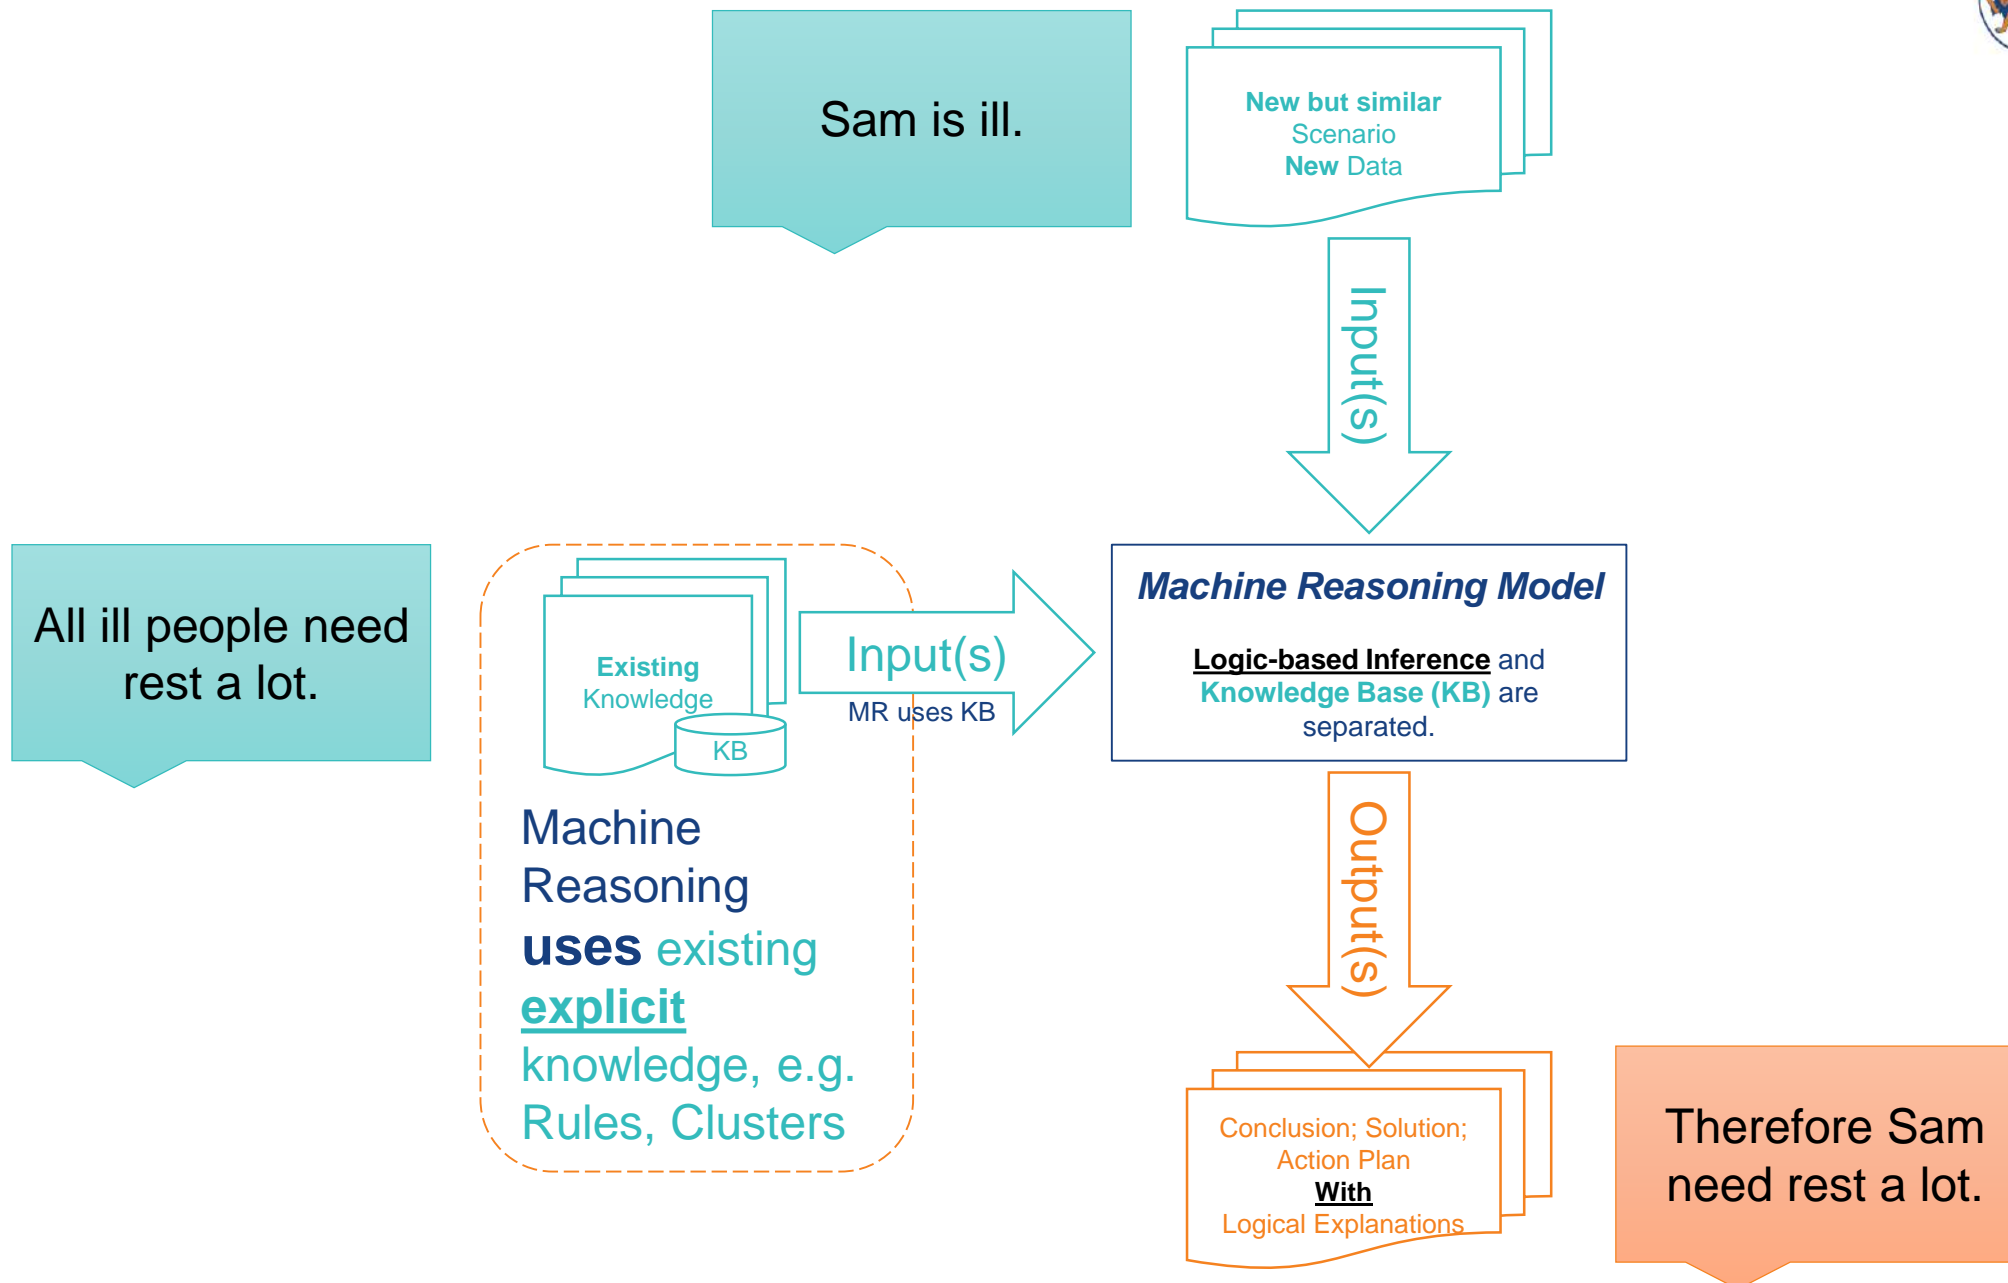 Sam is ill.
New but similar
Scenario
New Data
Input(s)
All ill people need
rest a lot.
Existing
Knowledge
KB
Input(s)
MR uses KB
Machine Reasoning Model
Logic-based Inference and
Knowledge Base (KB) are
separated.
Machine
Reasoning
uses existing
explicit
knowledge, e.g.
Rules, Clusters
Output(s)
Conclusion; Solution;
Action Plan
With
Logical Explanations
Therefore Sam
need rest a lot.